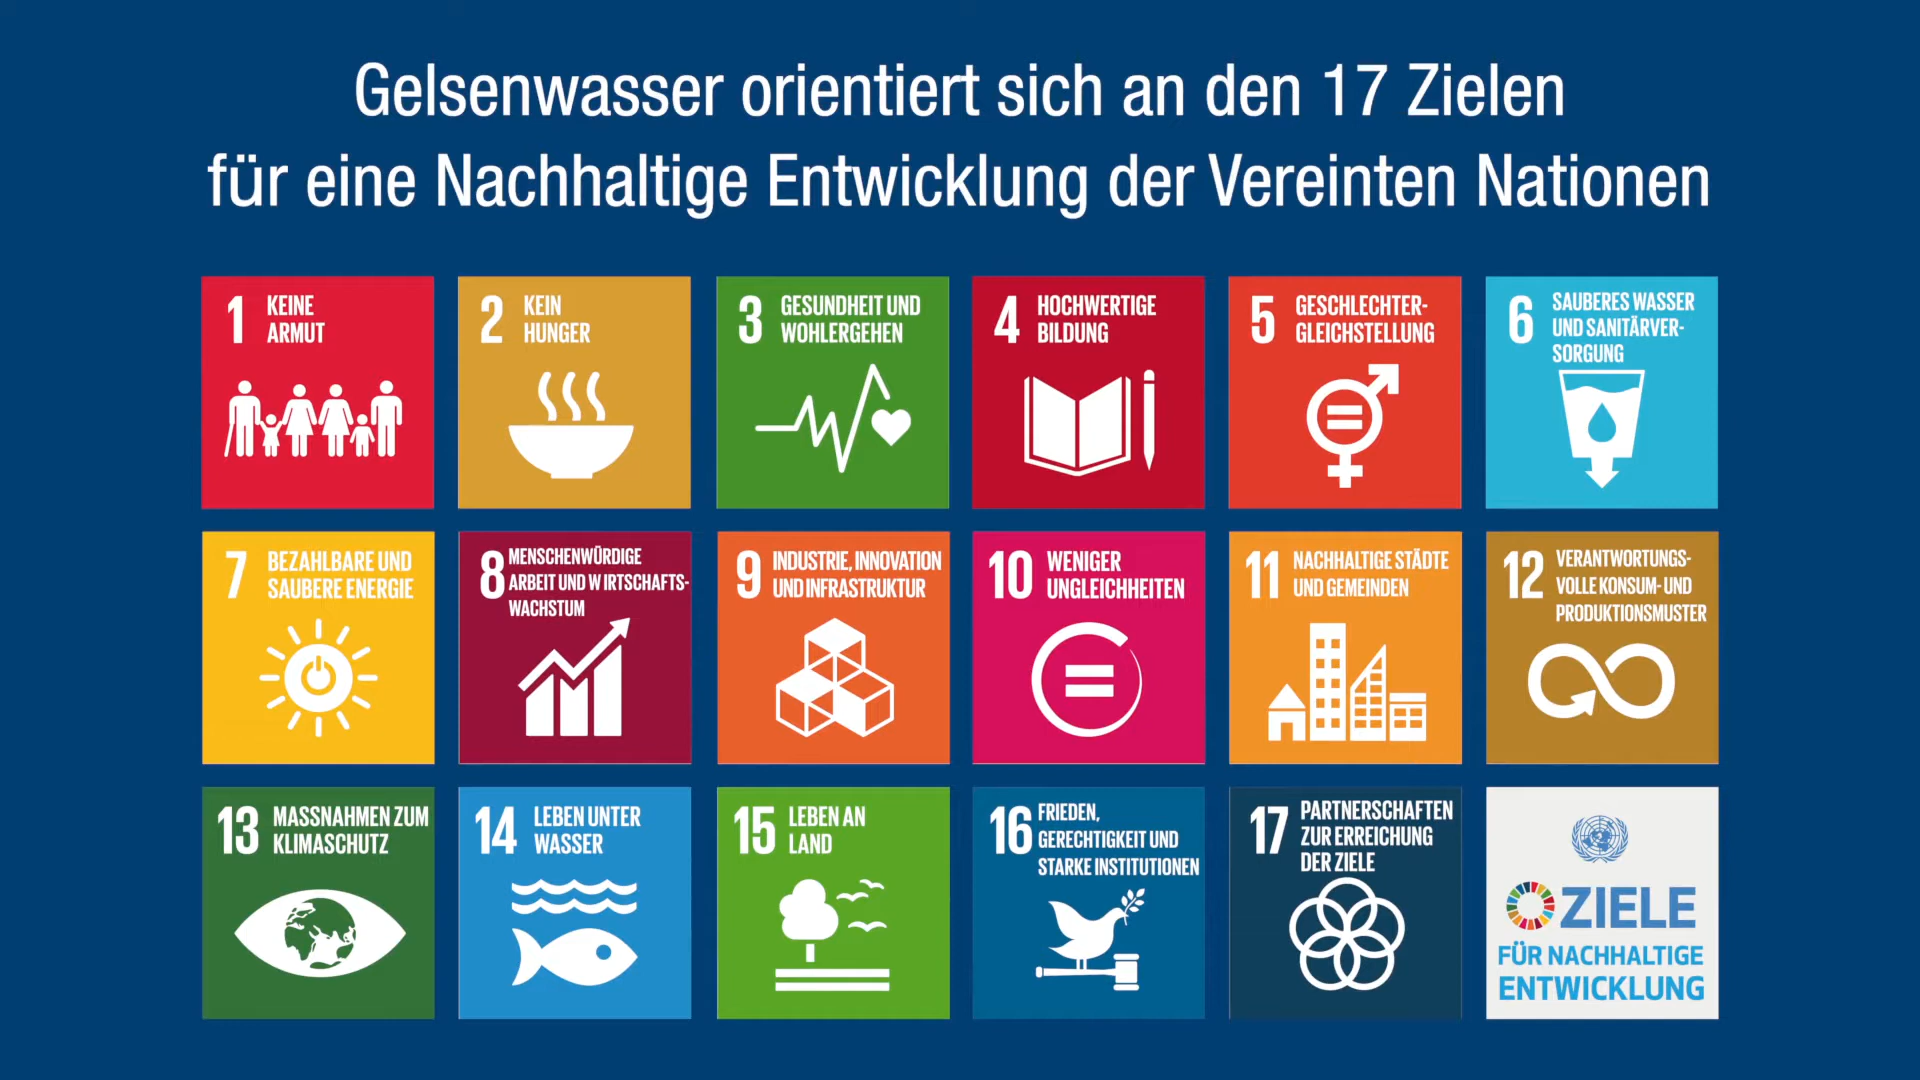 Gelsenwasser orientiert sich an den 17 Zielen
für eine Nachhaltige Entwicklung der Vereinten Nationen
1 KEINE
ARMUT
2 KEIN
HUNGER
3 GESUNDHEIT UND
WOHLERGEHEN
4 HOCHWERTIGE
BILDUNG
5 GESCHLECHTER-
GLEICHSTELLUNG
6 SAUBERES WASSER
UND SANITÄRVER-
SORGUNG
7 BEZAHLBARE UND
SAUBERE ENERGIE
8 MENSCHENWÜRDIGE
ARBEIT UND W IRTSCHAFTS-
WACHSTUM
9 INDUSTRIE, INNOVATION
UND INFRASTRUKTUR
10 WENIGER
UNGLEICHHEITEN
11 NACHHALTIGE STÄDTE
UND GEMEINDEN
12 VERANTWORTUNGS-
VOLLE KONSUM- UND
PRODUKTIONSMUSTER
13 MASSNAHMEN ZUM
KLIMASCHUTZ
14 LEBEN UNTER
WASSER
15 LEBEN AN
LAND
16 FRIEDEN,
GERECHTIGKEIT UND
STARKE INSTITUTIONEN
17 PARTNERSCHAFTEN
ZUR ERREICHUNG
DER ZIELE
ZIELE
FÜR NACHHALTIGE
ENTWICKLUNG